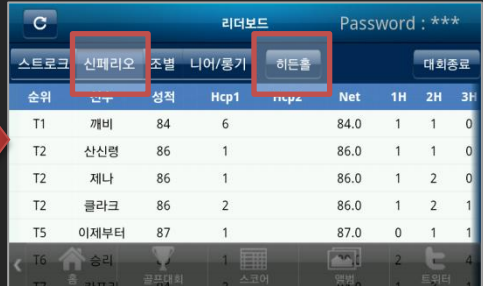 리더보드 Password : ***
스트로크 신페리오 조별 니어/롱기 히든홀 대회종료
순위 선수 성적 Hcp1 Hcp2 Net 1H 2H 3H
T1 깨비 84 6 84.0 1 1 0
T2 산신령 86 1 86.0 1 1 0
T2 제나 86 1 86.0 1 2 0
T2 클라크 86 2 86.0 1 2 1
T5 이제부터 87 1 87.0 0 1 1
T6 승리 1 2 4
홈 골프대회 스코어 앨범 트위터